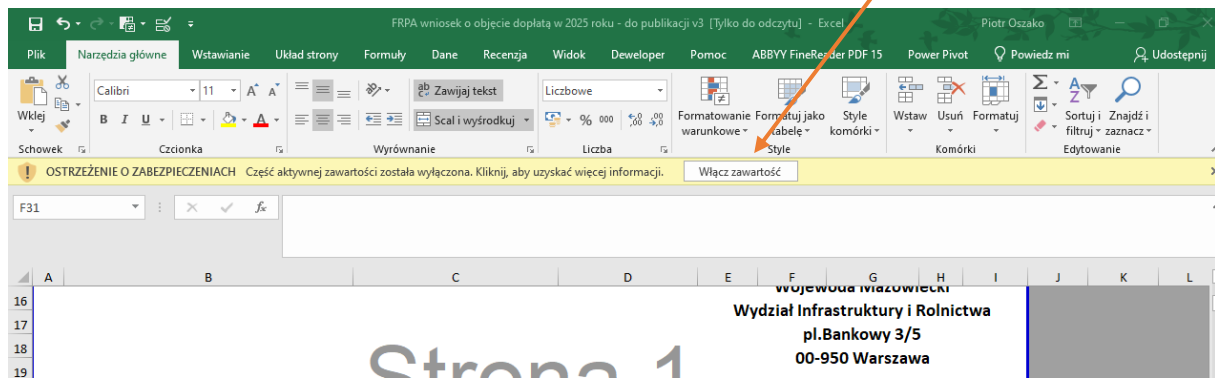 FRPA wniosek o objęcie dopłatą w 2025 roku - do publikacji v3 [Tylko do odczytu] - Excel
Piotr Oszako
Plik Narzędzia główne Wstawianie Układ strony Formuły Dane Recenzja Widok Deweloper Pomoc ABBYY FineReader PDF 15 Power Pivot Powiedz mi Udostępnij
Calibri 11 A A Zawijaj tekst Liczbowe
Wklej B I U A Scal i wyśrodkuj % 000 Formatowanie warunkowe Formatuj jako tabelę Style komórki Wstaw Usuń Formatuj Sortuj i filtruj Znajdź i zaznacz
Schowek Czcionka Wyrównanie Liczba Style Komórki Edytowanie
OSTRZEŻENIE O ZABEZPIECZENIACH Część aktywnej zawartości została wyłączona. Kliknij, aby uzyskać więcej informacji. Włącz zawartość
F31 fx
A B C D E F G H I J K L
16 Wojewoda Mazowiecki
17 Wydział Infrastruktury i Rolnictwa
18 pl.Bankowy 3/5
00-950 Warszawa
19 Strona 1